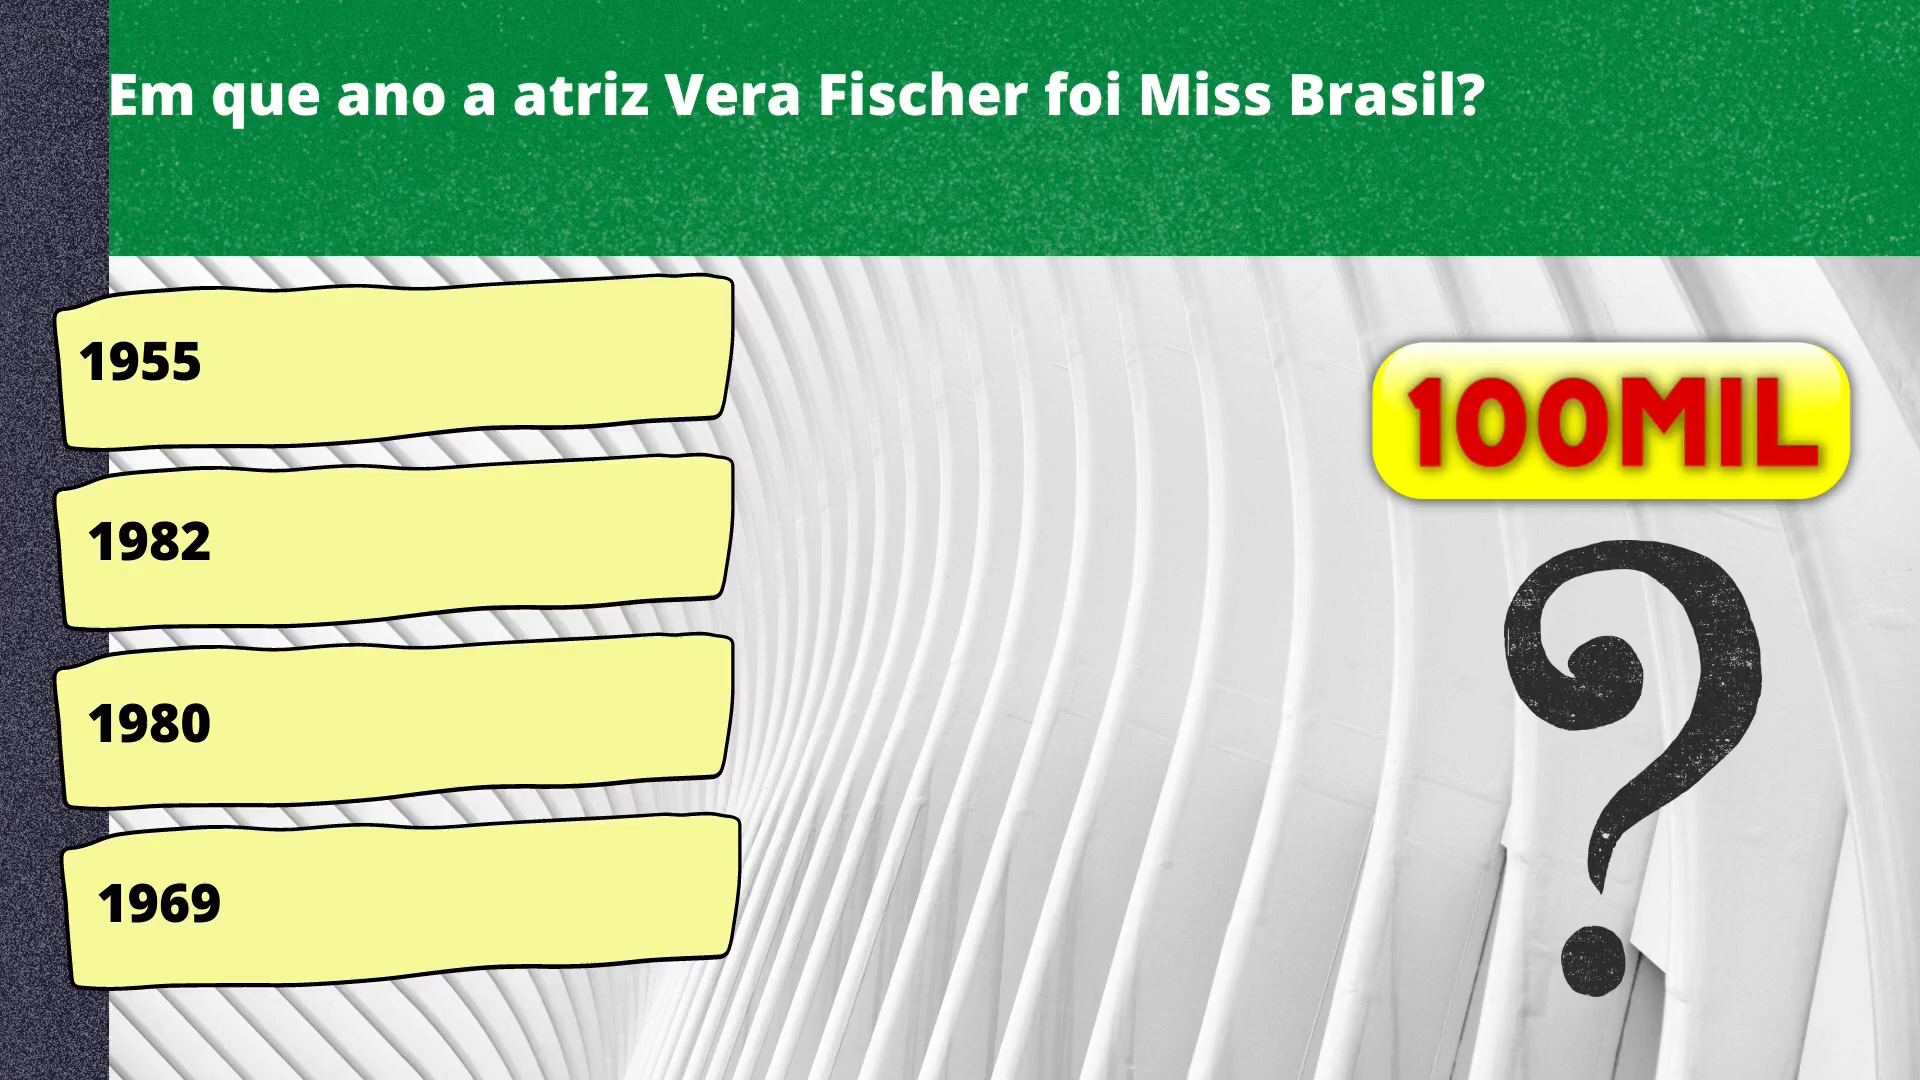 Em que ano a atriz Vera Fischer foi Miss Brasil?
1955
100MIL
1982
1980
1969